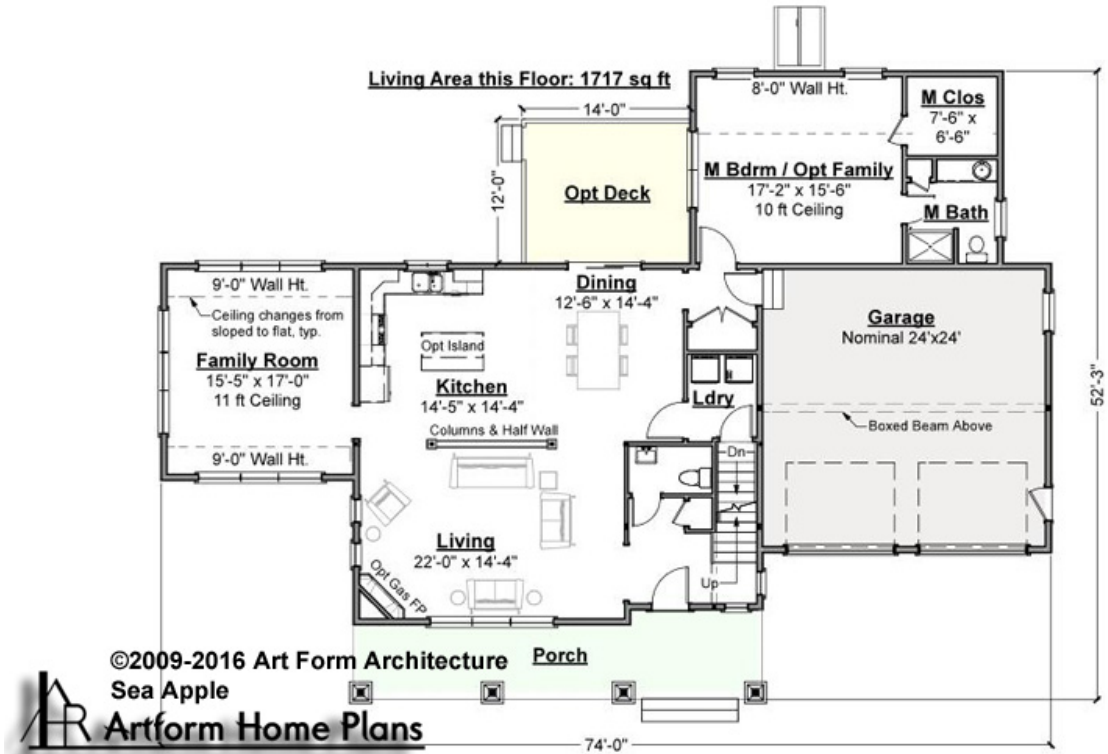 Living Area this Floor: 1717 sq ft
14'-0"
12'-0"
Opt Deck
8'-0" Wall Ht.
M Clos
7'-6" x
6'-6"
M Bdrm / Opt Family
17'-2" x 15'-6"
10 ft Ceiling
M Bath
9'-0" Wall Ht.
Ceiling changes from
sloped to flat, typ.
Family Room
15'-5" x 17'-0"
11 ft Ceiling
9'-0" Wall Ht.
Dining
12'-6" x 14'-4"
Opt Island
Kitchen
14'-5" x 14'-4"
Columns & Half Wall
Ldry
Dn
Garage
Nominal 24'x24'
Boxed Beam Above
52'-3"
Living
22'-0" x 14'-4"
Opt Gas FP
Up
Porch
©2009-2016 Art Form Architecture
Sea Apple
Artform Home Plans
74'-0"